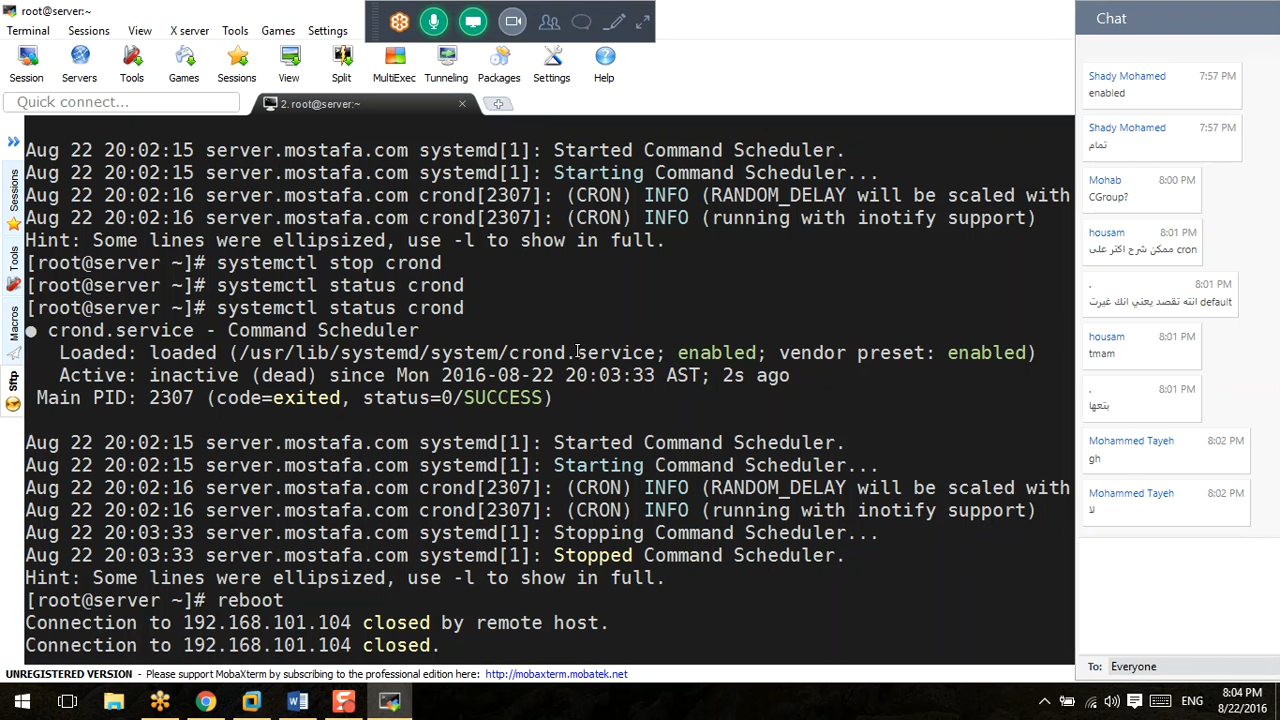 root@server:~
Terminal Sessions View X server Tools Games Settings
Session Servers Tools Games Sessions View Split MultiExec Tunneling Packages Settings Help
Quick connect...
2. root@server:~
Sessions
Tools
Macros
Sftp
Aug 22 20:02:15 server.mostafa.com systemd[1]: Started Command Scheduler.
Aug 22 20:02:15 server.mostafa.com systemd[1]: Starting Command Scheduler...
Aug 22 20:02:16 server.mostafa.com crond[2307]: (CRON) INFO (RANDOM_DELAY will be scaled with
Aug 22 20:02:16 server.mostafa.com crond[2307]: (CRON) INFO (running with inotify support)
Hint: Some lines were ellipsized, use -l to show in full.
[root@server ~]# systemctl stop crond
[root@server ~]# systemctl status crond
[root@server ~]# systemctl status crond
● crond.service - Command Scheduler
Loaded: loaded (/usr/lib/systemd/system/crond.service; enabled; vendor preset: enabled)
Active: inactive (dead) since Mon 2016-08-22 20:03:33 AST; 2s ago
Main PID: 2307 (code=exited, status=0/SUCCESS)
Aug 22 20:02:15 server.mostafa.com systemd[1]: Started Command Scheduler.
Aug 22 20:02:15 server.mostafa.com systemd[1]: Starting Command Scheduler...
Aug 22 20:02:16 server.mostafa.com crond[2307]: (CRON) INFO (RANDOM_DELAY will be scaled with
Aug 22 20:02:16 server.mostafa.com crond[2307]: (CRON) INFO (running with inotify support)
Aug 22 20:03:33 server.mostafa.com systemd[1]: Stopping Command Scheduler...
Aug 22 20:03:33 server.mostafa.com systemd[1]: Stopped Command Scheduler.
Hint: Some lines were ellipsized, use -l to show in full.
[root@server ~]# reboot
Connection to 192.168.101.104 closed by remote host.
Connection to 192.168.101.104 closed.
UNREGISTERED VERSION - Please support MobaXterm by subscribing to the professional edition here: http://mobaxterm.mobatek.net
Chat
Shady Mohamed 7:57 PM
enabled
Shady Mohamed 7:57 PM
تمام
Mohab 8:00 PM
CGroup?
housam 8:01 PM
ممكن شرح اكثر على cron
. 8:01 PM
انته تقصد يعني انك غيرت default
housam 8:01 PM
tmam
. 8:01 PM
بتعها
Mohammed Tayeh 8:02 PM
gh
Mohammed Tayeh 8:02 PM
لا
To: Everyone
ENG
8:04 PM
8/22/2016